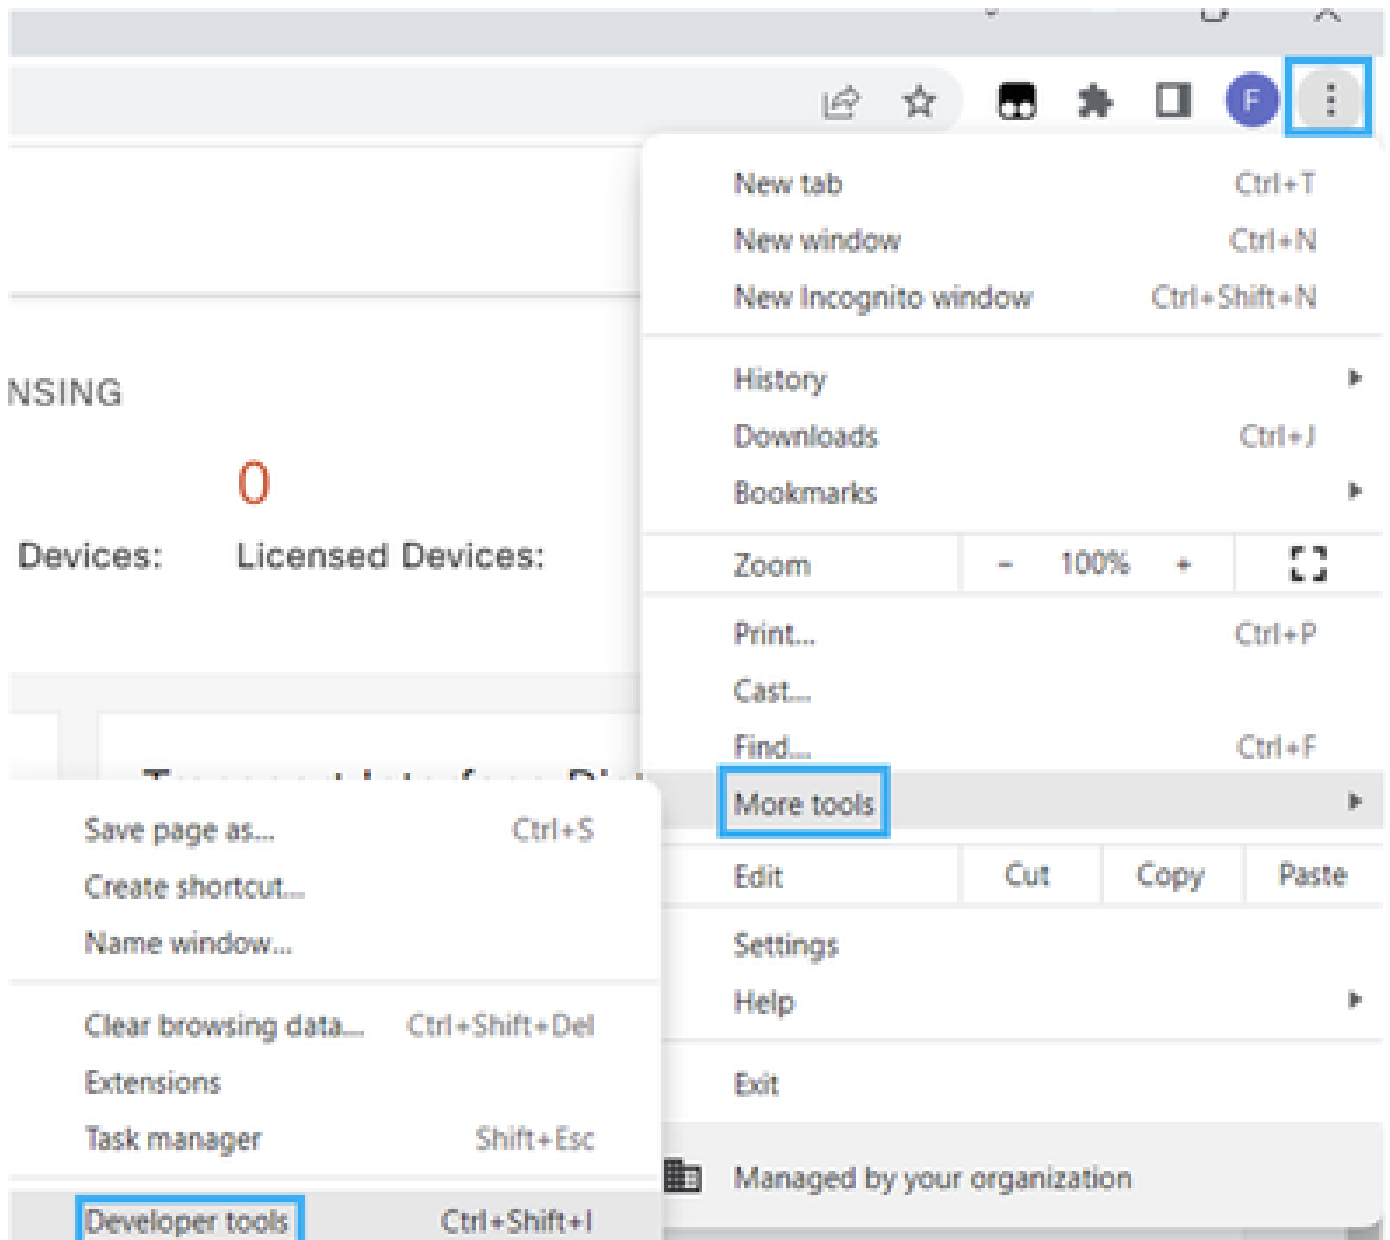 F
New tab Ctrl+T
New window Ctrl+N
New Incognito window Ctrl+Shift+N
NSING
History
0
Downloads Ctrl+J
Bookmarks
Devices: Licensed Devices:
Zoom - 100% +
Print... Ctrl+P
Cast...
Find... Ctrl+F
More tools
Edit Cut Copy Paste
Settings
Help
Exit
Managed by your organization
Save page as... Ctrl+S
Create shortcut...
Name window...
Clear browsing data... Ctrl+Shift+Del
Extensions
Task manager Shift+Esc
Developer tools Ctrl+Shift+I